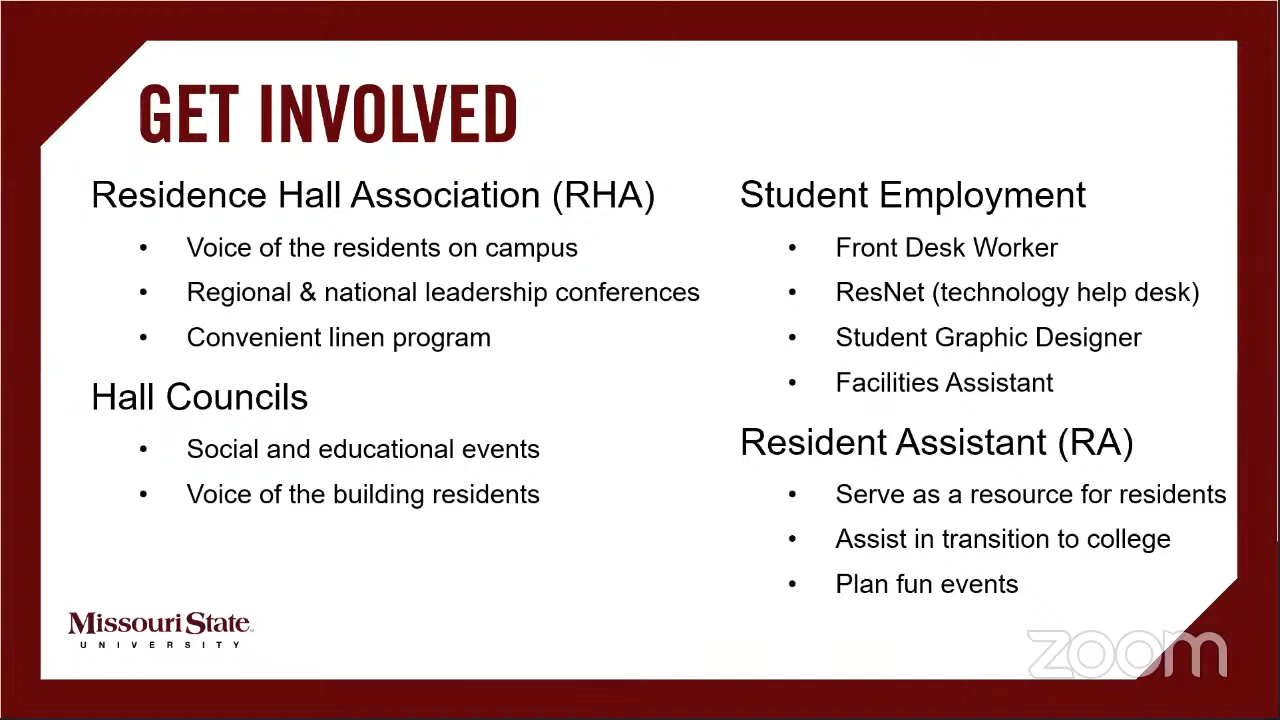 GET INVOLVED
Residence Hall Association (RHA)
• Voice of the residents on campus
• Regional & national leadership conferences
• Convenient linen program
Hall Councils
• Social and educational events
• Voice of the building residents
Student Employment
• Front Desk Worker
• ResNet (technology help desk)
• Student Graphic Designer
• Facilities Assistant
Resident Assistant (RA)
• Serve as a resource for residents
• Assist in transition to college
• Plan fun events
Missouri State
UNIVERSITY
zoom